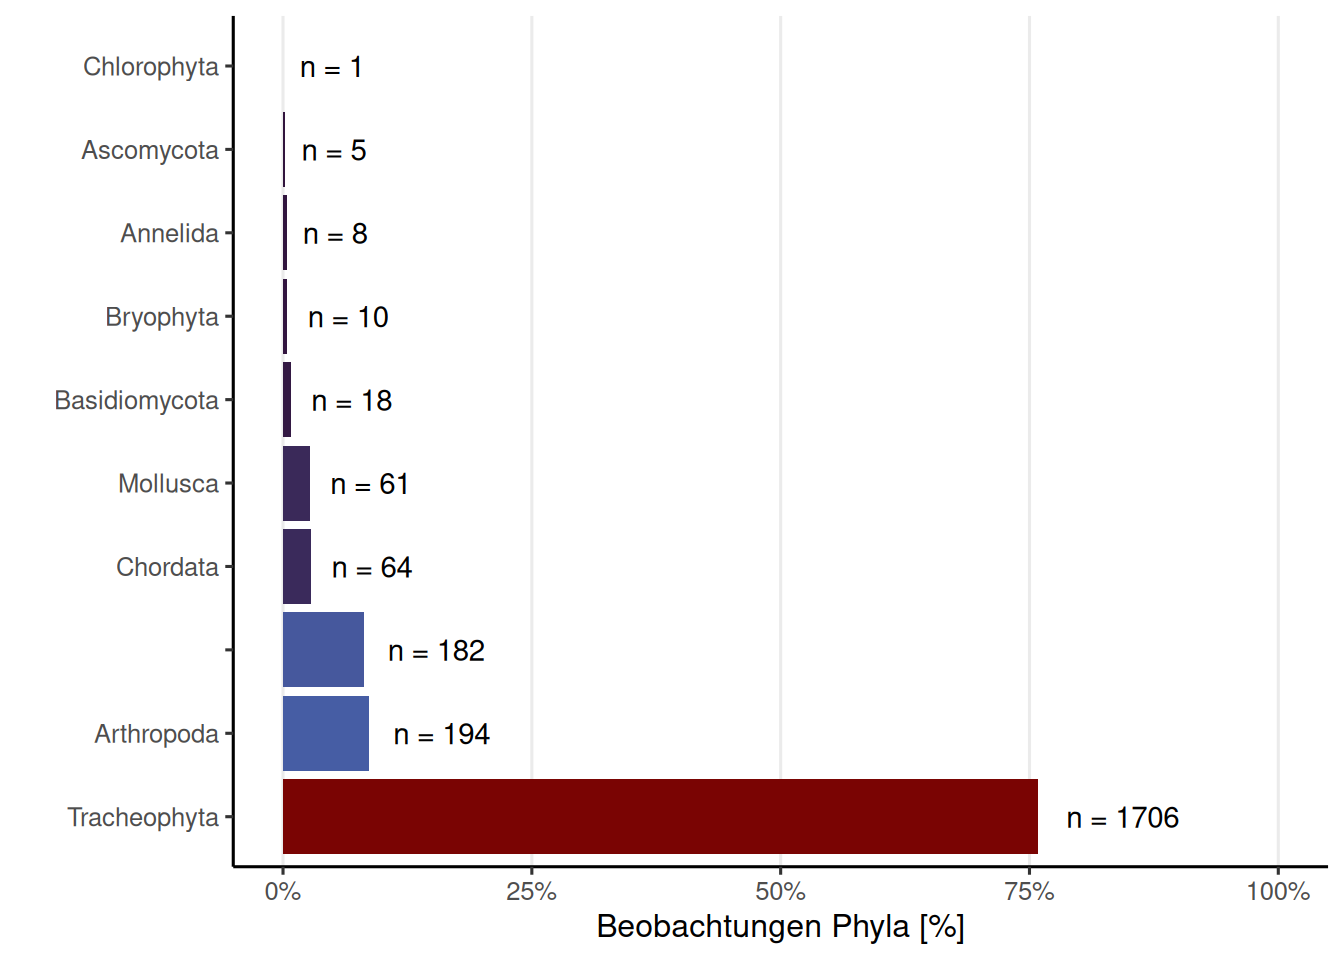 Chlorophyta n = 1
Ascomycota n = 5
Annelida n = 8
Bryophyta n = 10
Basidiomycota n = 18
Mollusca n = 61
Chordata n = 64
n = 182
Arthropoda n = 194
Tracheophyta n = 1706
0% 25% 50% 75% 100%
Beobachtungen Phyla [%]